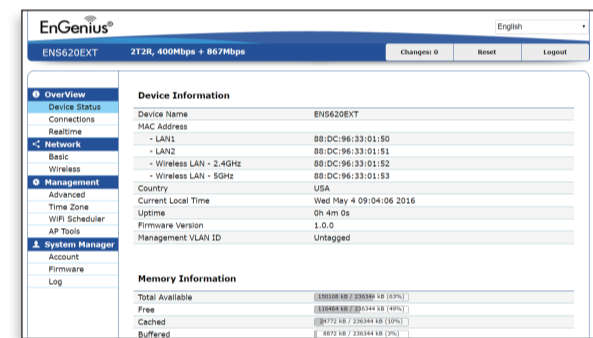 EnGenius®
English
ENS620EXT 2T2R, 400Mbps + 867Mbps Changes: 0 Reset Logout
OverView
Device Status
Connections
Realtime
Network
Basic
Wireless
Management
Advanced
Time Zone
WiFi Scheduler
AP Tools
System Manager
Account
Firmware
Log
Device Information
Device Name ENS620EXT
MAC Address
- LAN1 88:DC:96:33:01:50
- LAN2 88:DC:96:33:01:51
- Wireless LAN - 2.4GHz 88:DC:96:33:01:52
- Wireless LAN - 5GHz 88:DC:96:33:01:53
Country USA
Current Local Time Wed May 4 09:04:06 2016
Uptime 0h 4m 0s
Firmware Version 1.0.0
Management VLAN ID Untagged
Memory Information
Total Available 150108 kB / 236344 kB (63%)
Free 116464 kB / 236344 kB (49%)
Cached 24772 kB / 236344 kB (10%)
Buffered 8872 kB / 236344 kB (3%)